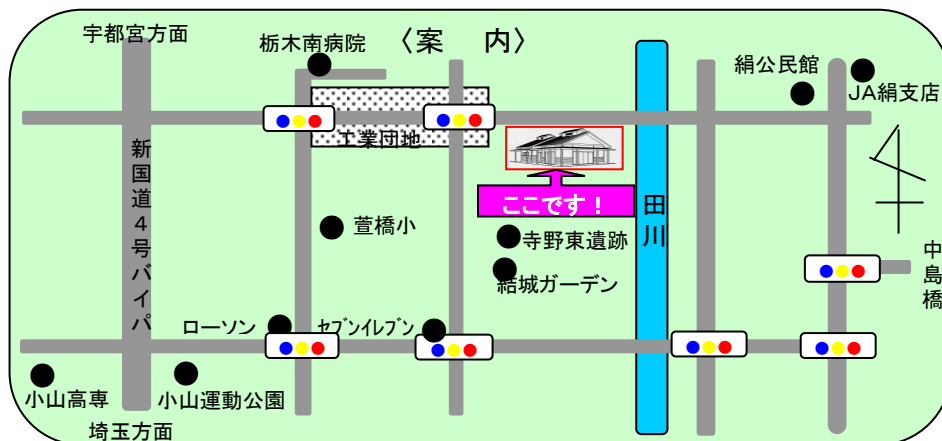 宇都宮方面
栃木南病院
〈案 内〉
絹公民館
JA絹支店
工業団地
新国道4号バイパ
ここです!
田川
萱橋小
寺野東遺跡
結城ガーデン
中島橋
ローソン
ｾﾌﾞﾝｲﾚﾌﾞﾝ
小山高専
小山運動公園
埼玉方面